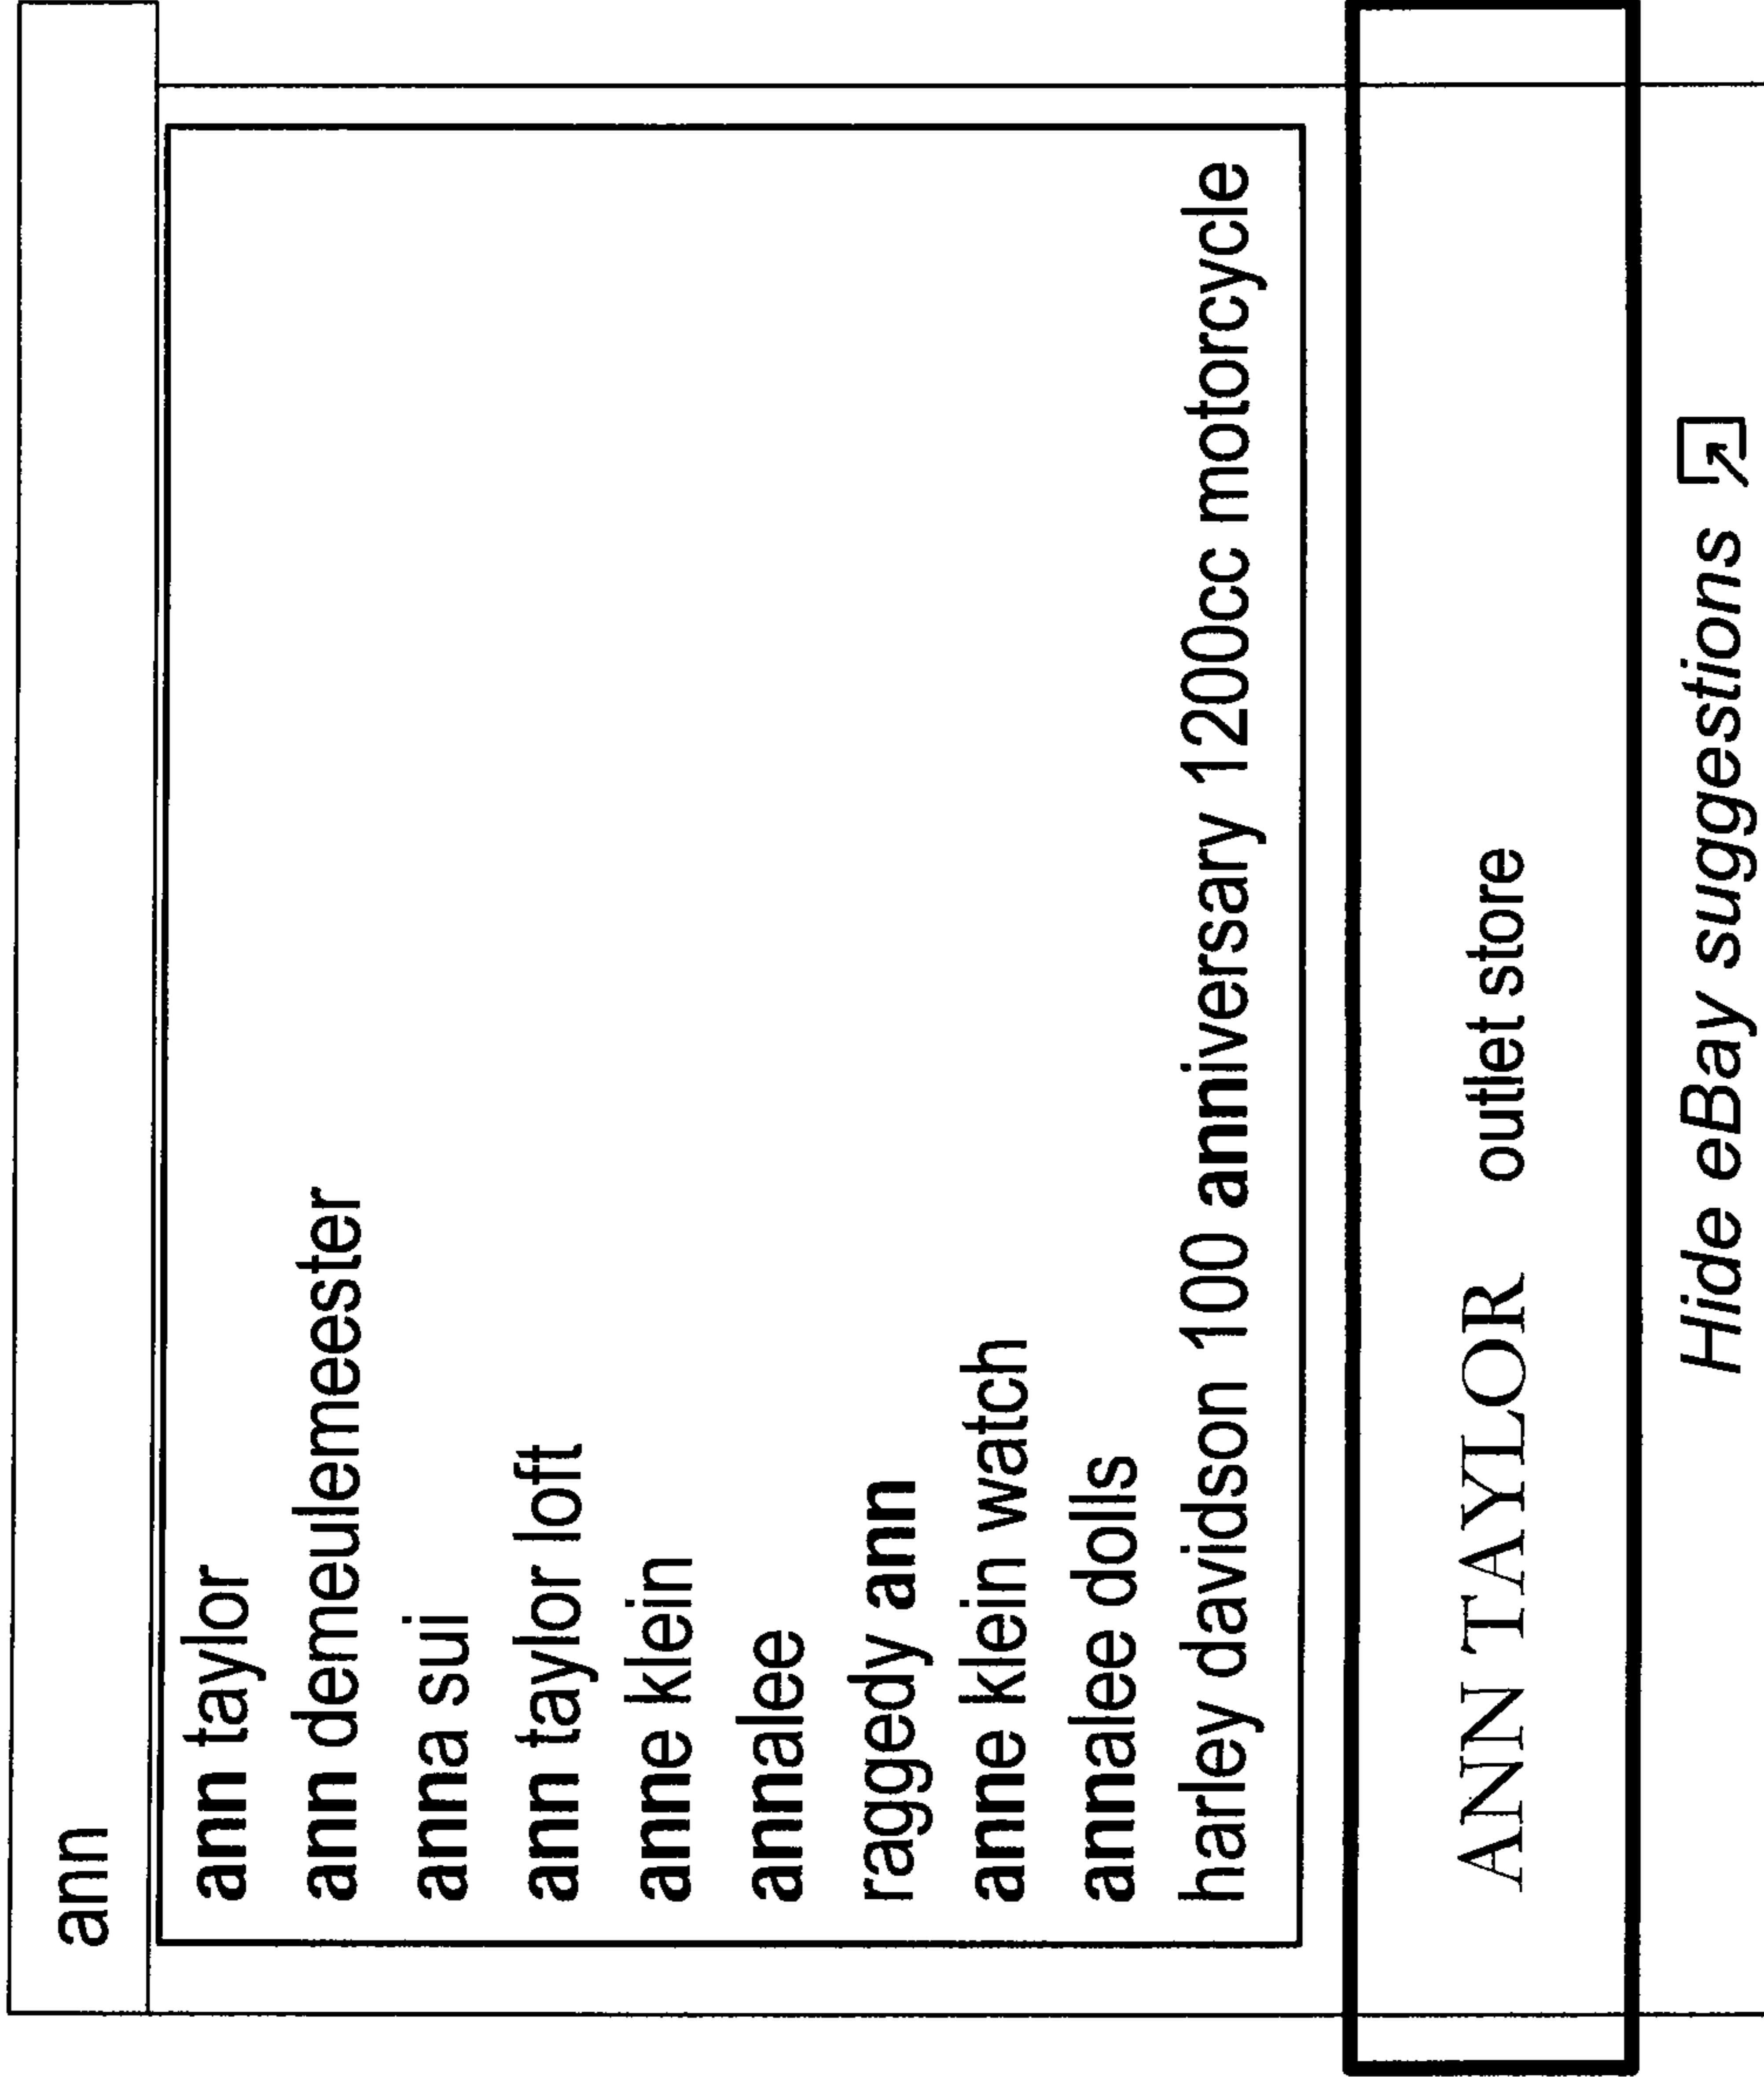 ann
ann taylor
ann demeulemeester
anna sui
ann taylor loft
anne klein
annalee
raggedy ann
anne klein watch
annalee dolls
harley davidson 100 anniversary 1200cc motorcycle
ANN TAYLOR outlet store
Hide eBay suggestions